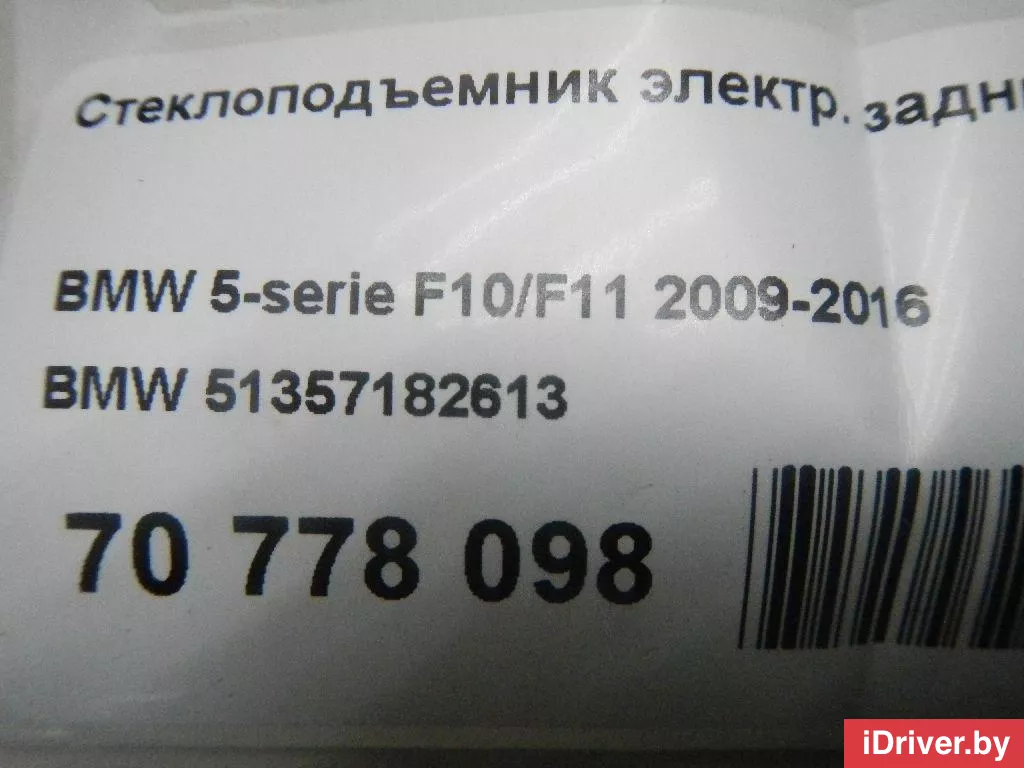 Стеклоподъемник электр. задн
BMW 5-serie F10/F11 2009-2016
BMW 51357182613
70 778 098
iDriver.by